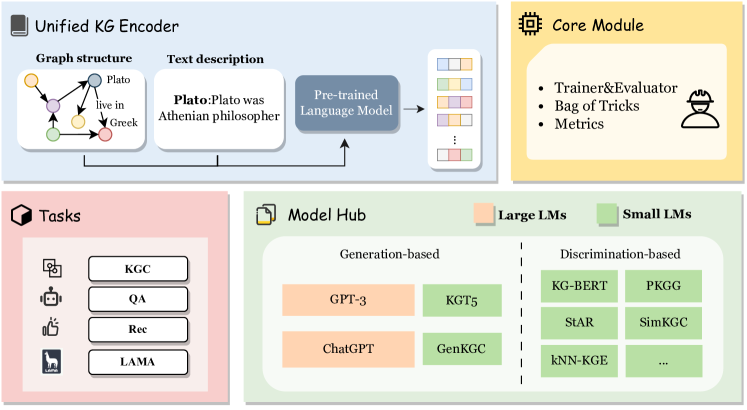 Unified KG Encoder
Graph structure
Text description
Plato
live in
Greek
Plato:Plato was
Athenian philosopher
Pre-trained
Language Model
Core Module
Trainer&Evaluator
Bag of Tricks
Metrics
Tasks
KGC
QA
Rec
LAMA
LAMA
Model Hub
Large LMs
Small LMs
Generation-based
Discrimination-based
GPT-3
KGT5
ChatGPT
GenKGC
KG-BERT
PKGG
StAR
SimKGC
kNN-KGE
...